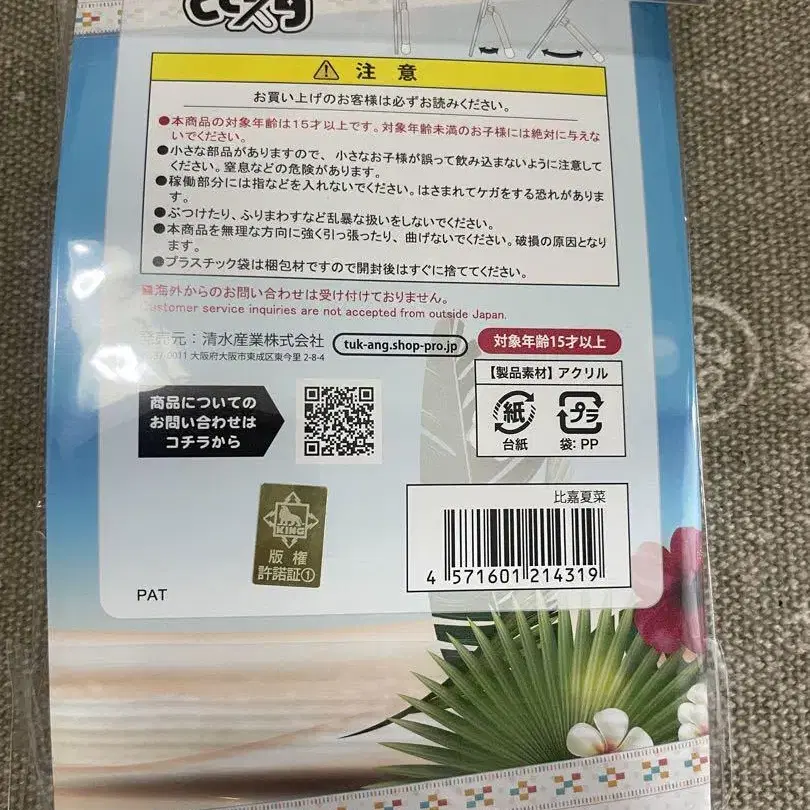 注意
お買い上げのお客様は必ずお読みください。
●本商品の対象年齢は15才以上です。対象年齢未満のお子様には絶対に与えな
いでください。
●小さな部品がありますので、小さなお子様が誤って飲み込まないように注意して
ください。窒息などの危険があります。
●稼働部分には指などを入れないでください。はさまれてケガをする恐れがありま
す。
●ぶつけたり、ふりまわすなど乱暴な扱いをしないでください。
●本商品を無理な方向に強く引っ張ったり、曲げないでください。破損の原因となり
ます。
●プラスチック袋は梱包材ですので開封後はすぐに捨ててください。
■海外からのお問い合わせは受け付けておりません。
Customer service inquiries are not accepted from outside Japan.
発売元：清水産業株式会社
tuk-ang.shop-pro.jp
対象年齢15才以上
大阪府大阪市東成区東今里2-8-4
【製品素材】アクリル
商品についての
お問い合わせは
コチラから
紙
プラ
台紙
袋：PP
KING
版権
許諾証①
比嘉夏菜
4 571601 214319
PAT